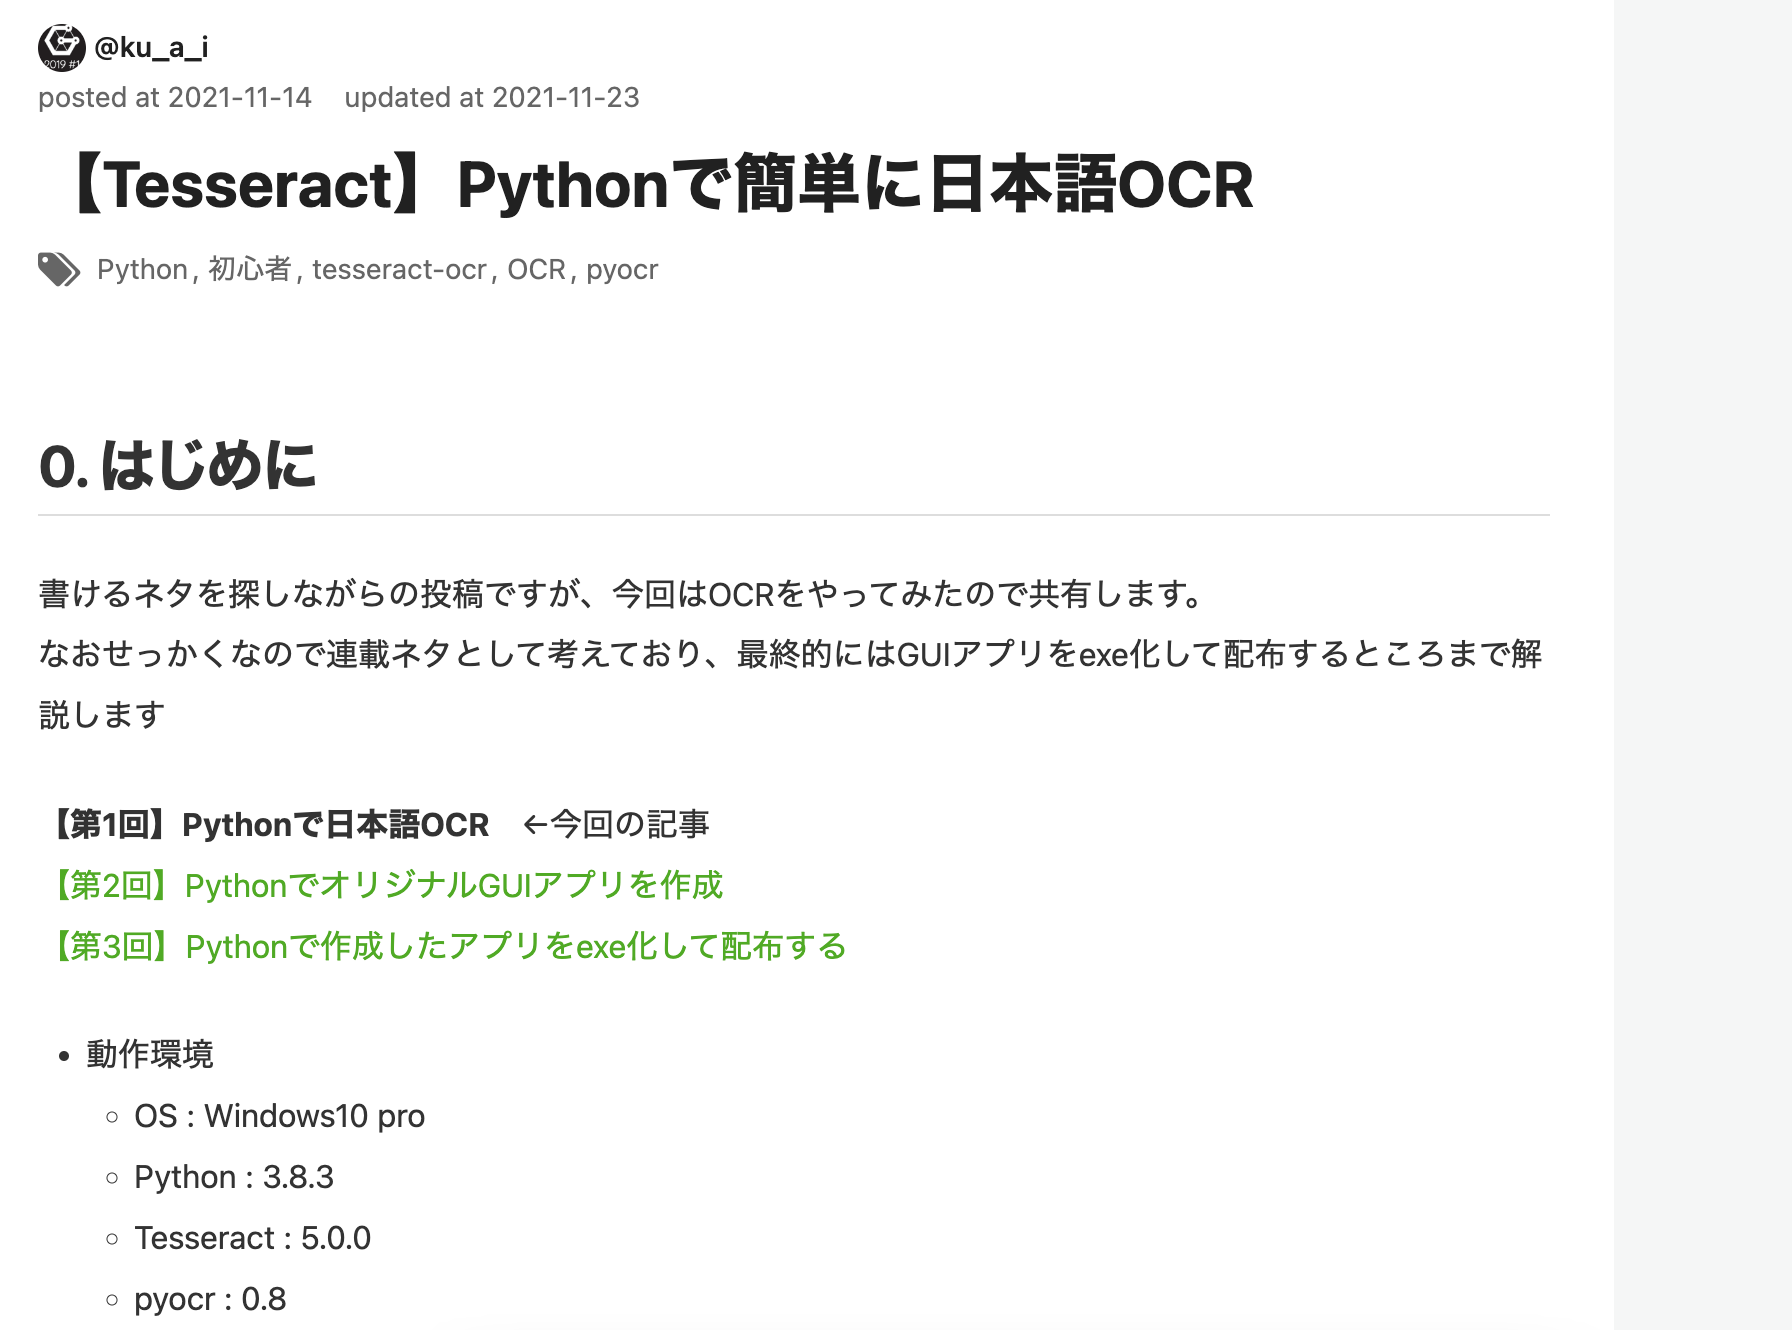 2019 #1
@ku_a_i
posted at 2021-11-14 updated at 2021-11-23
【Tesseract】Pythonで簡単に日本語OCR
Python, 初心者, tesseract-ocr, OCR, pyocr
0. はじめに
書けるネタを探しながらの投稿ですが、今回はOCRをやってみたので共有します。
なおせっかくなので連載ネタとして考えており、最終的にはGUIアプリをexe化して配布するところまで解
説します
【第1回】Pythonで日本語OCR ←今回の記事
【第2回】PythonでオリジナルGUIアプリを作成
【第3回】Pythonで作成したアプリをexe化して配布する
• 動作環境
◦ OS : Windows10 pro
◦ Python : 3.8.3
◦ Tesseract : 5.0.0
◦ pyocr : 0.8